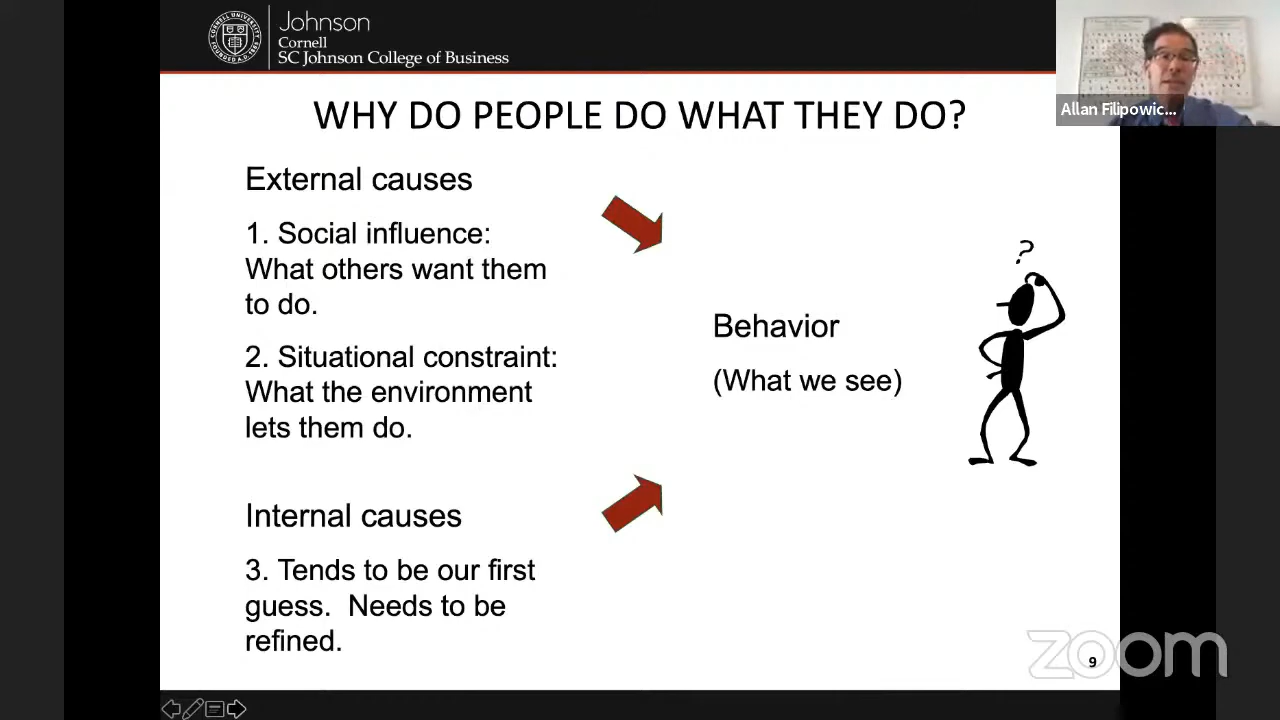 Johnson
Cornell
SC Johnson College of Business
Allan Filipowic...
WHY DO PEOPLE DO WHAT THEY DO?
External causes
1. Social influence:
What others want them
to do.
2. Situational constraint:
What the environment
lets them do.
Internal causes
3. Tends to be our first
guess.  Needs to be
refined.
Behavior
(What we see)
?
zoom
9